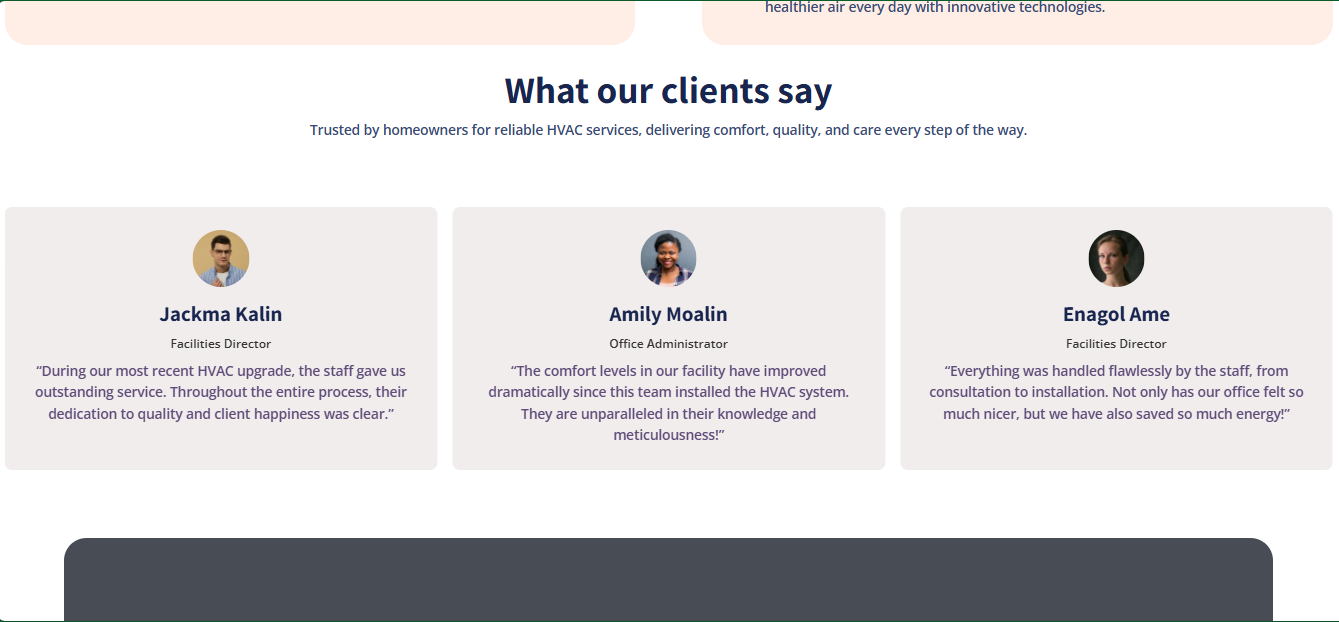 healthier air every day with innovative technologies.
What our clients say
Trusted by homeowners for reliable HVAC services, delivering comfort, quality, and care every step of the way.
Jackma Kalin
Facilities Director
“During our most recent HVAC upgrade, the staff gave us
outstanding service. Throughout the entire process, their
dedication to quality and client happiness was clear.”
Amily Moalin
Office Administrator
“The comfort levels in our facility have improved
dramatically since this team installed the HVAC system.
They are unparalleled in their knowledge and
meticulousness!”
Enagol Ame
Facilities Director
“Everything was handled flawlessly by the staff, from
consultation to installation. Not only has our office felt so
much nicer, but we have also saved so much energy!”